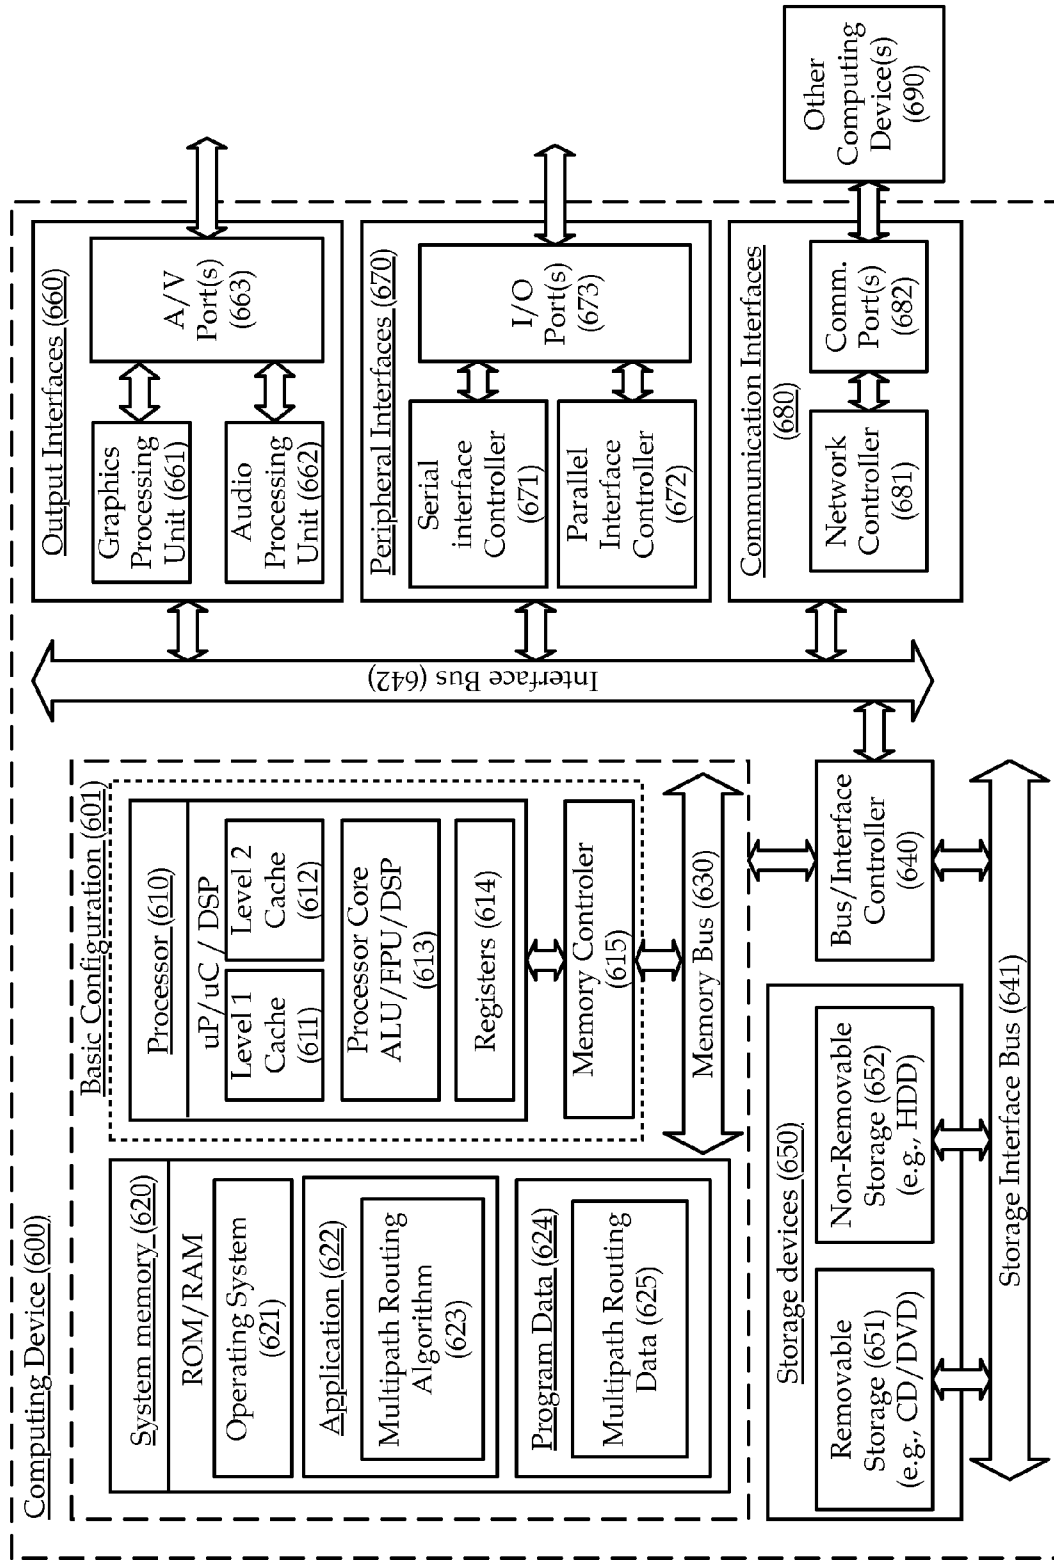 Computing Device (600)
Basic Configuration (601)
System memory (620)
ROM/RAM
Operating System
(621)
Application (622)
Multipath Routing
Algorithm
(623)
Program Data (624)
Multipath Routing
Data (625)
Processor (610)
uP/uC / DSP
Level 1
Cache
(611)
Level 2
Cache
(612)
Processor Core
ALU/FPU/DSP
(613)
Registers (614)
Memory Controler
(615)
Memory Bus (630)
Storage devices (650)
Removable
Storage (651)
(e.g., CD/DVD)
Non-Removable
Storage (652)
(e.g., HDD)
Bus/Interface
Controller
(640)
Storage Interface Bus (641)
Interface Bus (642)
Output Interfaces (660)
Graphics
Processing
Unit (661)
Audio
Processing
Unit (662)
A/V
Port(s)
(663)
Peripheral Interfaces (670)
Serial
interface
Controller
(671)
Parallel
Interface
Controller
(672)
I/O
Port(s)
(673)
Communication Interfaces
(680)
Network
Controller
(681)
Comm.
Port(s)
(682)
Other
Computing
Device(s)
(690)